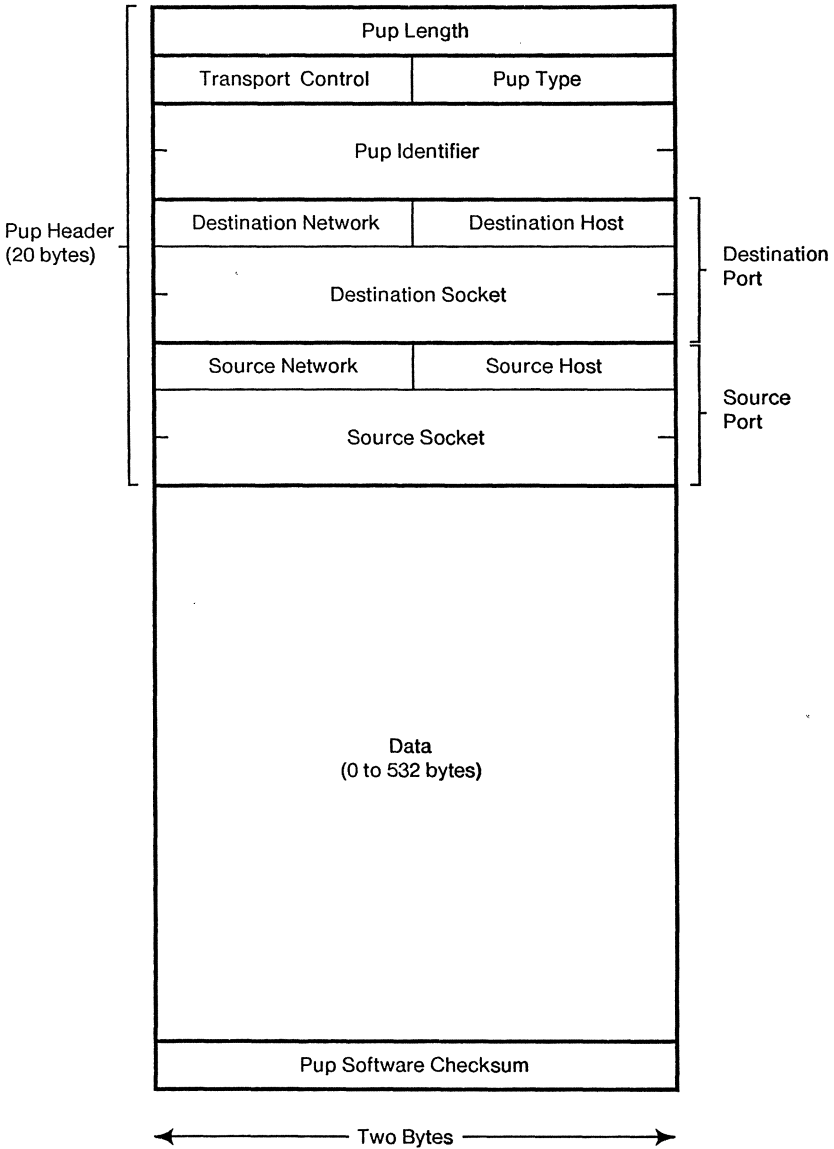 Pup Length
Transport Control
Pup Type
Pup Identifier
Pup Header
(20 bytes)
Destination Network
Destination Host
Destination Socket
Destination
Port
Source Network
Source Host
Source Socket
Source
Port
Data
(0 to 532 bytes)
Pup Software Checksum
Two Bytes